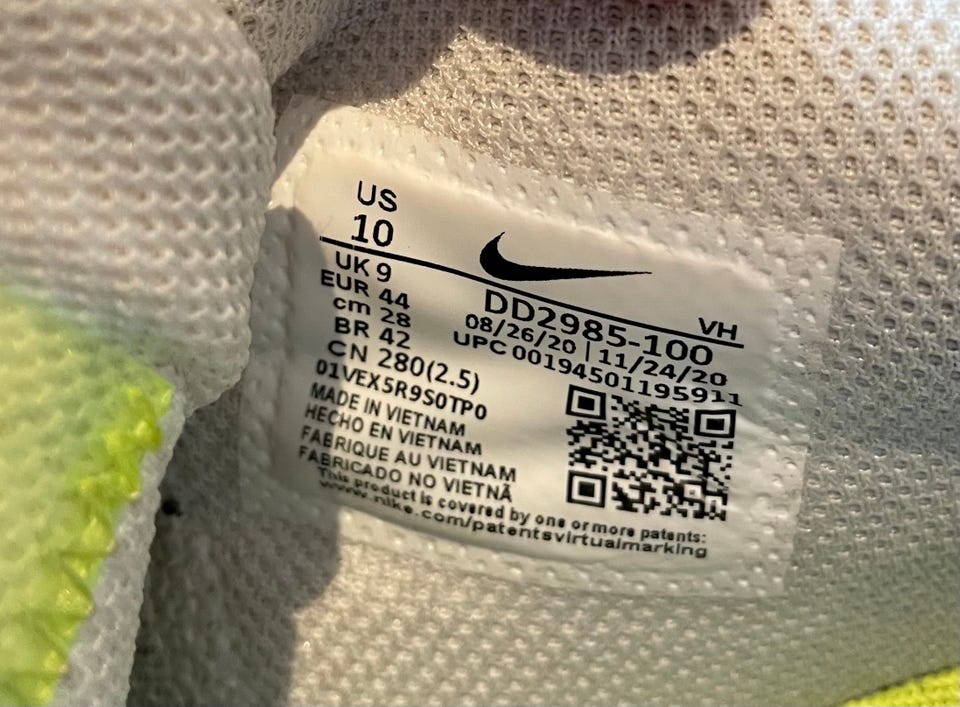 US
10
UK 9
EUR 44
cm 28
BR 42
CN 280(2.5)
01VEX5R9S0TP0
MADE IN VIETNAM
HECHO EN VIETNAM
FABRIQUE AU VIETNAM
FABRICADO NO VIETNÃ
This product is covered by one or more patents:
www.nike.com/patentsvirtualmarking
VH
DD2985-100
08/26/20 | 11/24/20
UPC 00194501195911